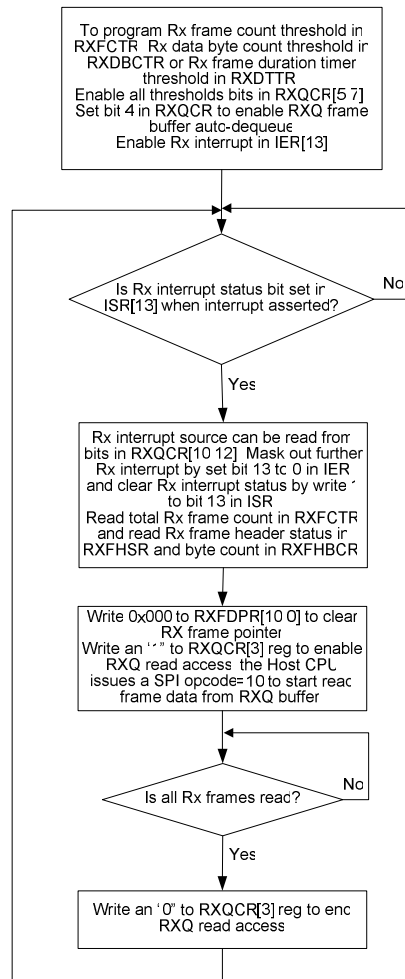 To program Rx frame count threshold in
RXFCTR, Rx data byte count threshold in
RXDBCTR or Rx frame duration timer
threshold in RXDTTR
Enable all thresholds bits in RXQCR[5 7]
Set bit 4 in RXQCR to enable RXQ frame
buffer auto-dequeue
Enable Rx interrupt in IER[13]
Is Rx interrupt status bit set in
ISR[13] when interrupt asserted?
No
Yes
Rx interrupt source can be read from
bits in RXQCR[10 12] Mask out further
Rx interrupt by set bit 13 to 0 in IER
and clear Rx interrupt status by write 1
to bit 13 in ISR
Read total Rx frame count in RXFCTR
and read Rx frame header status in
RXFHSR and byte count in RXFHBCR
Write 0x000 to RXFDPR[10 0] to clear
RX frame pointer
Write an "1" to RXQCR[3] reg to enable
RXQ read access the Host CPU
issues a SPI opcode=10 to start read
frame data from RXQ buffer
Is all Rx frames read?
No
Yes
Write an "0" to RXQCR[3] reg to end
RXQ read access